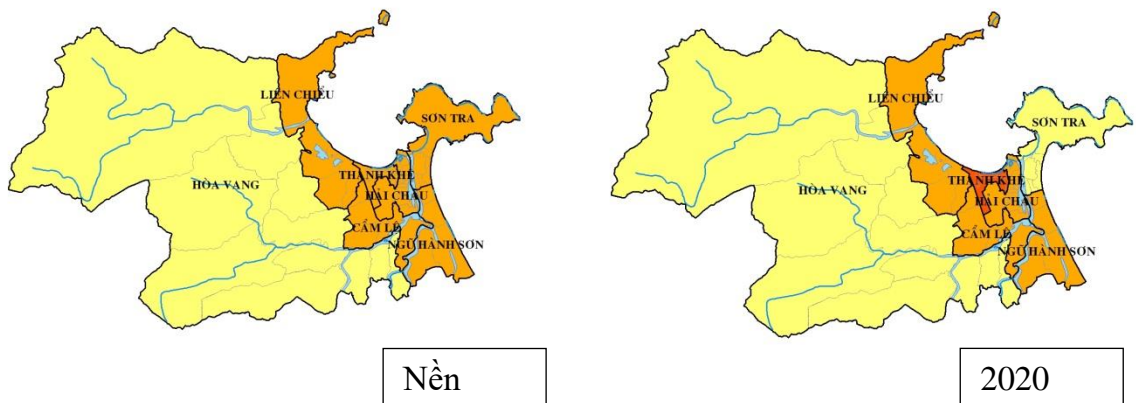 LIÊN CHIỂU
SƠN TRA
THANH KHÊ
HÒA VANG
HẢI CHÂU
CẨM LỆ
NGŨ HÀNH SƠN
Nền
LIÊN CHIỂU
SƠN TRA
THANH KHÊ
HÒA VANG
HẢI CHÂU
CẨM LỆ
NGŨ HÀNH SƠN
2020